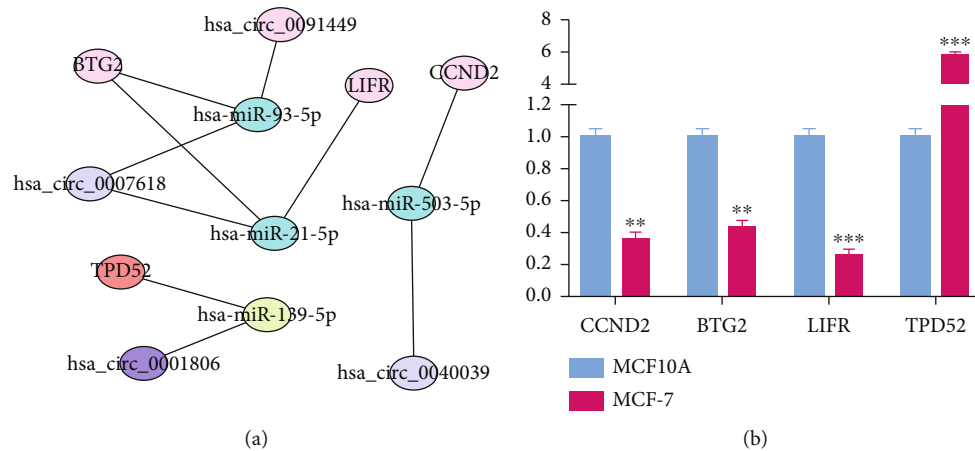 hsa_circ_0091449
BTG2
LIFR
CCND2
hsa-miR-93-5p
hsa_circ_0007618
hsa-miR-503-5p
hsa-miR-21-5p
TPD52
hsa-miR-139-5p
hsa_circ_0001806
hsa_circ_0040039
(a)
8
6
4
1.2
1.0
0.8
0.6
0.4
0.2
0.0
**
**
***
***
CCND2 BTG2 LIFR TPD52
MCF10A
MCF-7
(b)